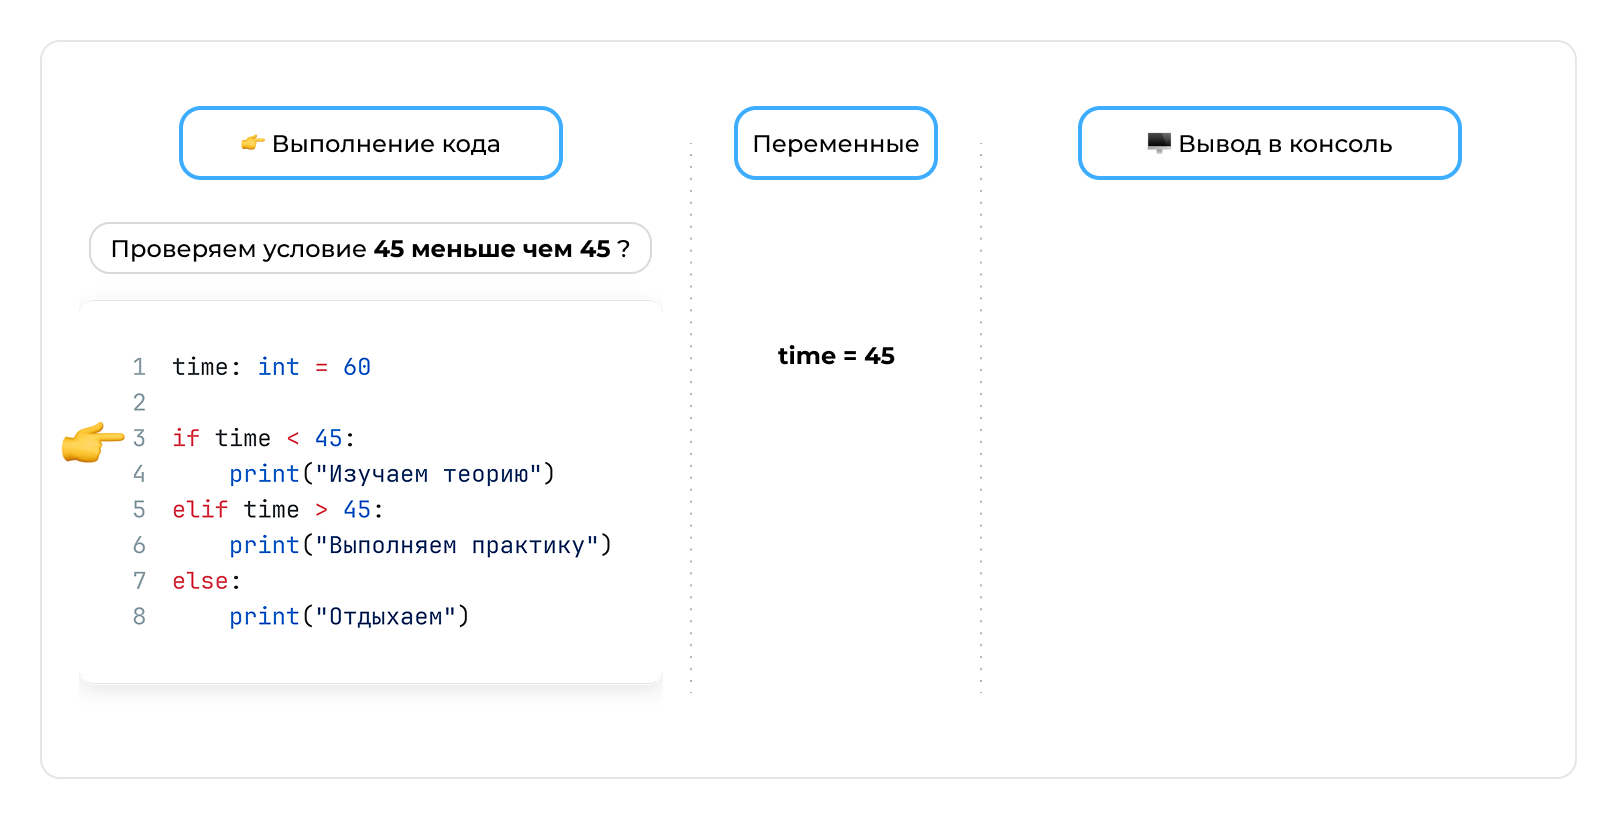 👉 Выполнение кода
Переменные
🖥️ Вывод в консоль
Проверяем условие 45 меньше чем 45 ?
1 time: int = 60
2
3 if time < 45:
4     print("Изучаем теорию")
5 elif time > 45:
6     print("Выполняем практику")
7 else:
8     print("Отдыхаем")
time = 45